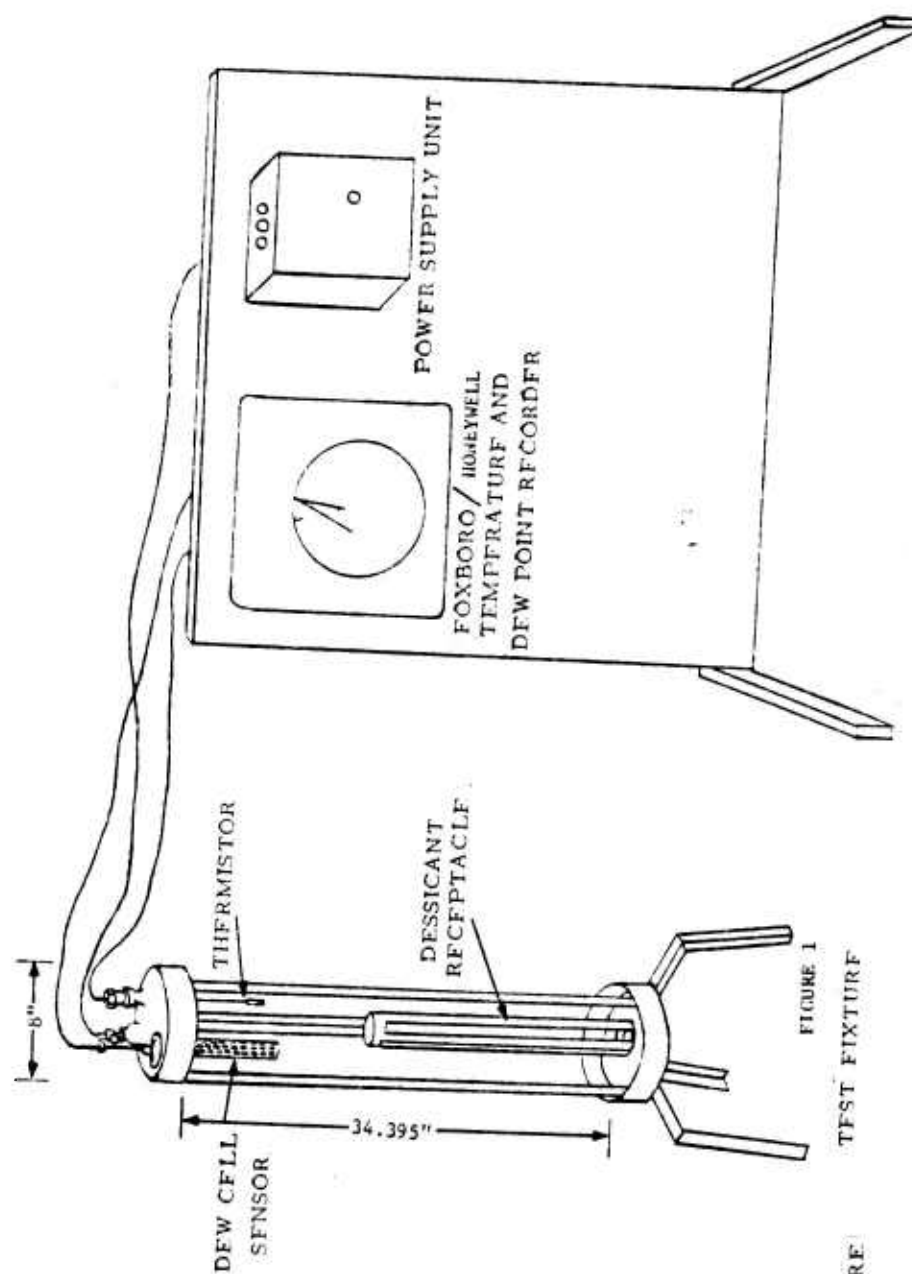 8"
DEW CELL
SENSOR
THERMISTOR
34.395"
DESSICANT
RECEPTACLE
FOXBORO/HONEYWELL
TEMPERATURE AND
DEW POINT RECORDER
POWER SUPPLY UNIT
FIGURE 1
TEST FIXTURE
RE